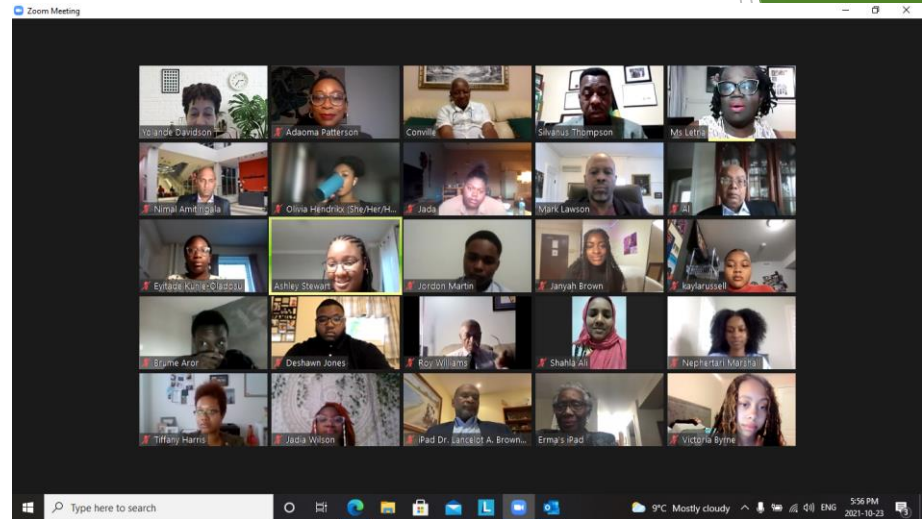 Zoom Meeting
Yolande Davidson
Adaoma Patterson
Conville
Silvanus Thompson
Ms Letna
Nimal Amitirigala
Olivia Hendrikx (She/Her/H...
Jada
Mark Lawson
Al
Eyitade Kunle-Oladosu
Ashley Stewart
Jordon Martin
Janyah Brown
kaylarussell
Brume Aror
Deshawn Jones
Roy Williams
Shahla Ali
Nephertari Marsha
Tiffany Harris
Jadia Wilson
iPad Dr. Lancelot A. Brown...
Erma's iPad
Victoria Byrne
Type here to search
9°C Mostly cloudy
ENG
5:56 PM
2021-10-23